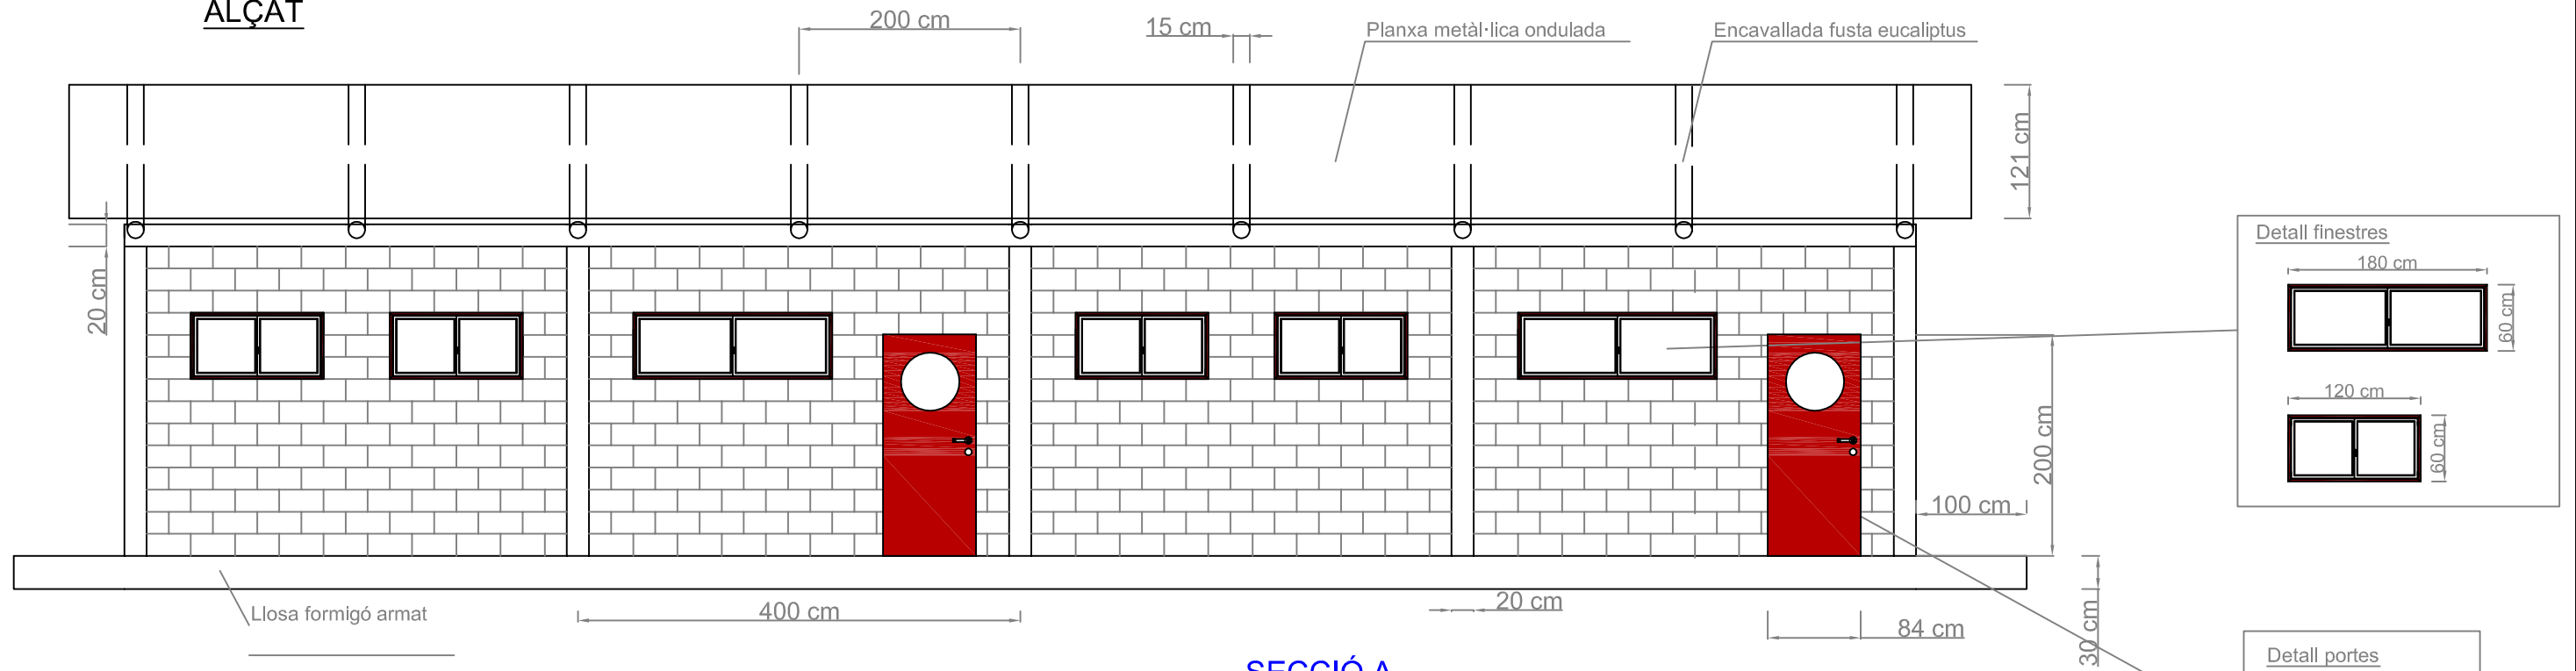 ALÇAT
200 cm
15 cm
Planxa metàl·lica ondulada
Encavallada fusta eucaliptus
121 cm
20 cm
Detall finestres
180 cm
60 cm
120 cm
60 cm
200 cm
100 cm
Llosa formigó armat
400 cm
20 cm
84 cm
30 cm
SECCIÓ A
Detall portes